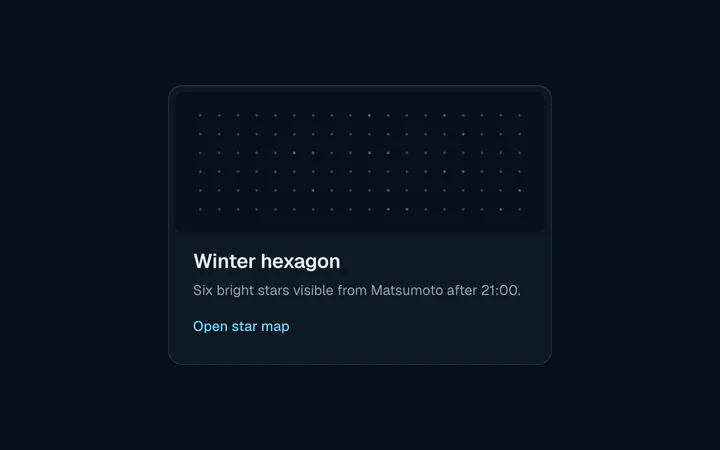 Winter hexagon
Six bright stars visible from Matsumoto after 21:00.
Open star map